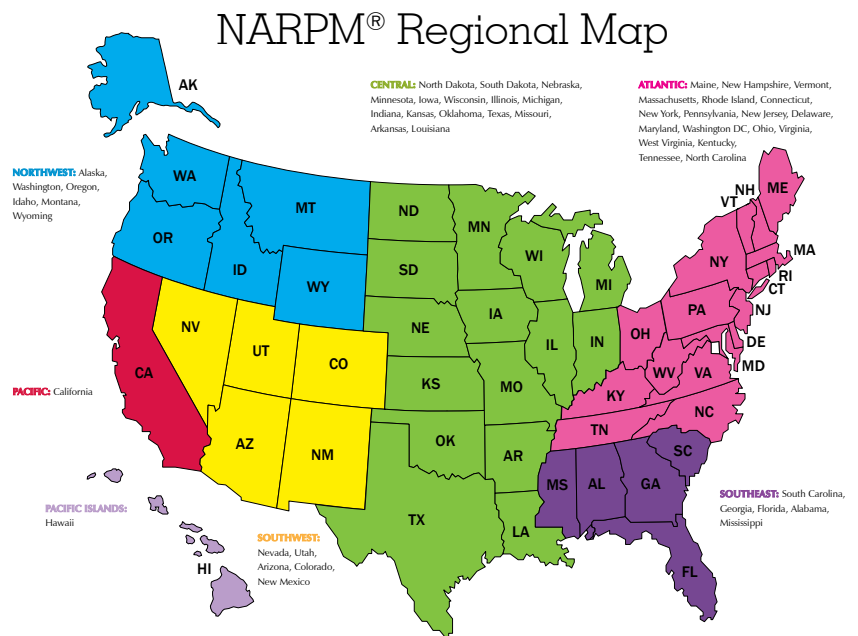 NARPM® Regional Map
CENTRAL: North Dakota, South Dakota, Nebraska,
Minnesota, Iowa, Wisconsin, Illinois, Michigan,
Indiana, Kansas, Oklahoma, Texas, Missouri,
Arkansas, Louisiana
ATLANTIC: Maine, New Hampshire, Vermont,
Massachusetts, Rhode Island, Connecticut,
New York, Pennsylvania, New Jersey, Delaware,
Maryland, Washington DC, Ohio, Virginia,
West Virginia, Kentucky,
Tennessee, North Carolina
NORTHWEST: Alaska,
Washington, Oregon,
Idaho, Montana,
Wyoming
PACIFIC: California
PACIFIC ISLANDS:
Hawaii
SOUTHWEST:
Nevada, Utah,
Arizona, Colorado,
New Mexico
SOUTHEAST: South Carolina,
Georgia, Florida, Alabama,
Mississippi
AK
WA
OR
ID
MT
WY
CA
NV
UT
CO
AZ
NM
ND
SD
NE
KS
OK
TX
MN
IA
MO
AR
LA
WI
IL
MI
IN
OH
KY
TN
WV
VA
NC
PA
NY
VT
NH
ME
MA
RI
CT
NJ
DE
MD
MS
AL
GA
SC
FL
HI